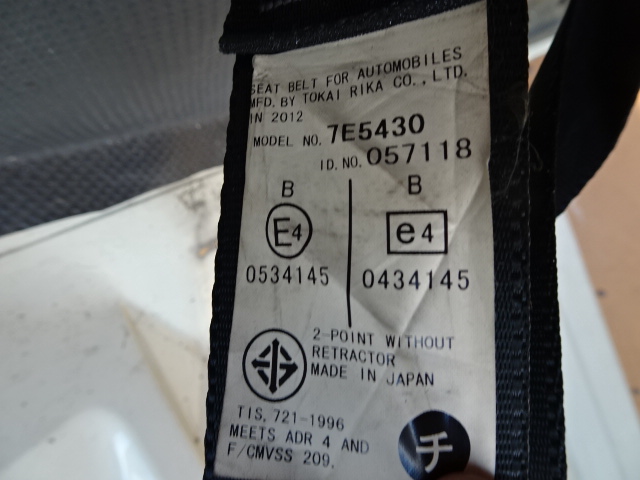 SEAT BELT FOR AUTOMOBILES
MFD. BY TOKAI RIKA CO., LTD.
IN 2012
MODEL NO. 7E5430
ID. NO. 057118
B B
E4 e4
0534145 0434145
2-POINT WITHOUT
RETRACTOR
MADE IN JAPAN
TIS. 721-1996
MEETS ADR 4 AND
F/CMVSS 209.
チ